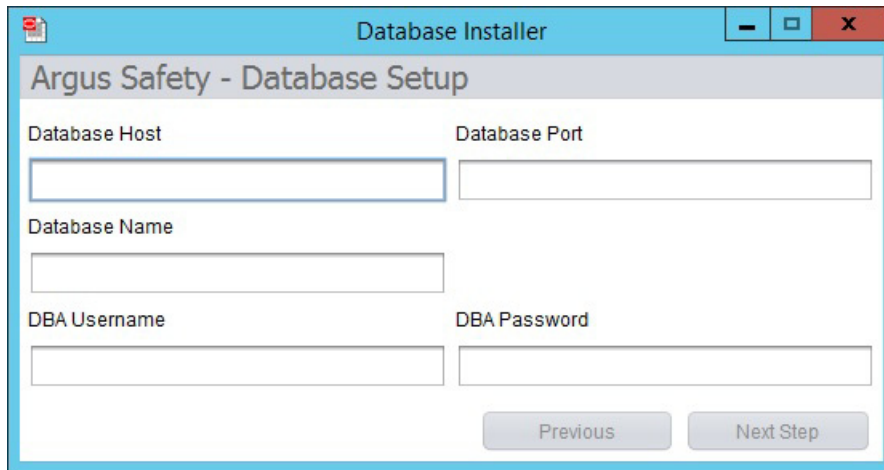 Database Installer
Argus Safety - Database Setup
Database Host Database Port
Database Name
DBA Username DBA Password
Previous Next Step